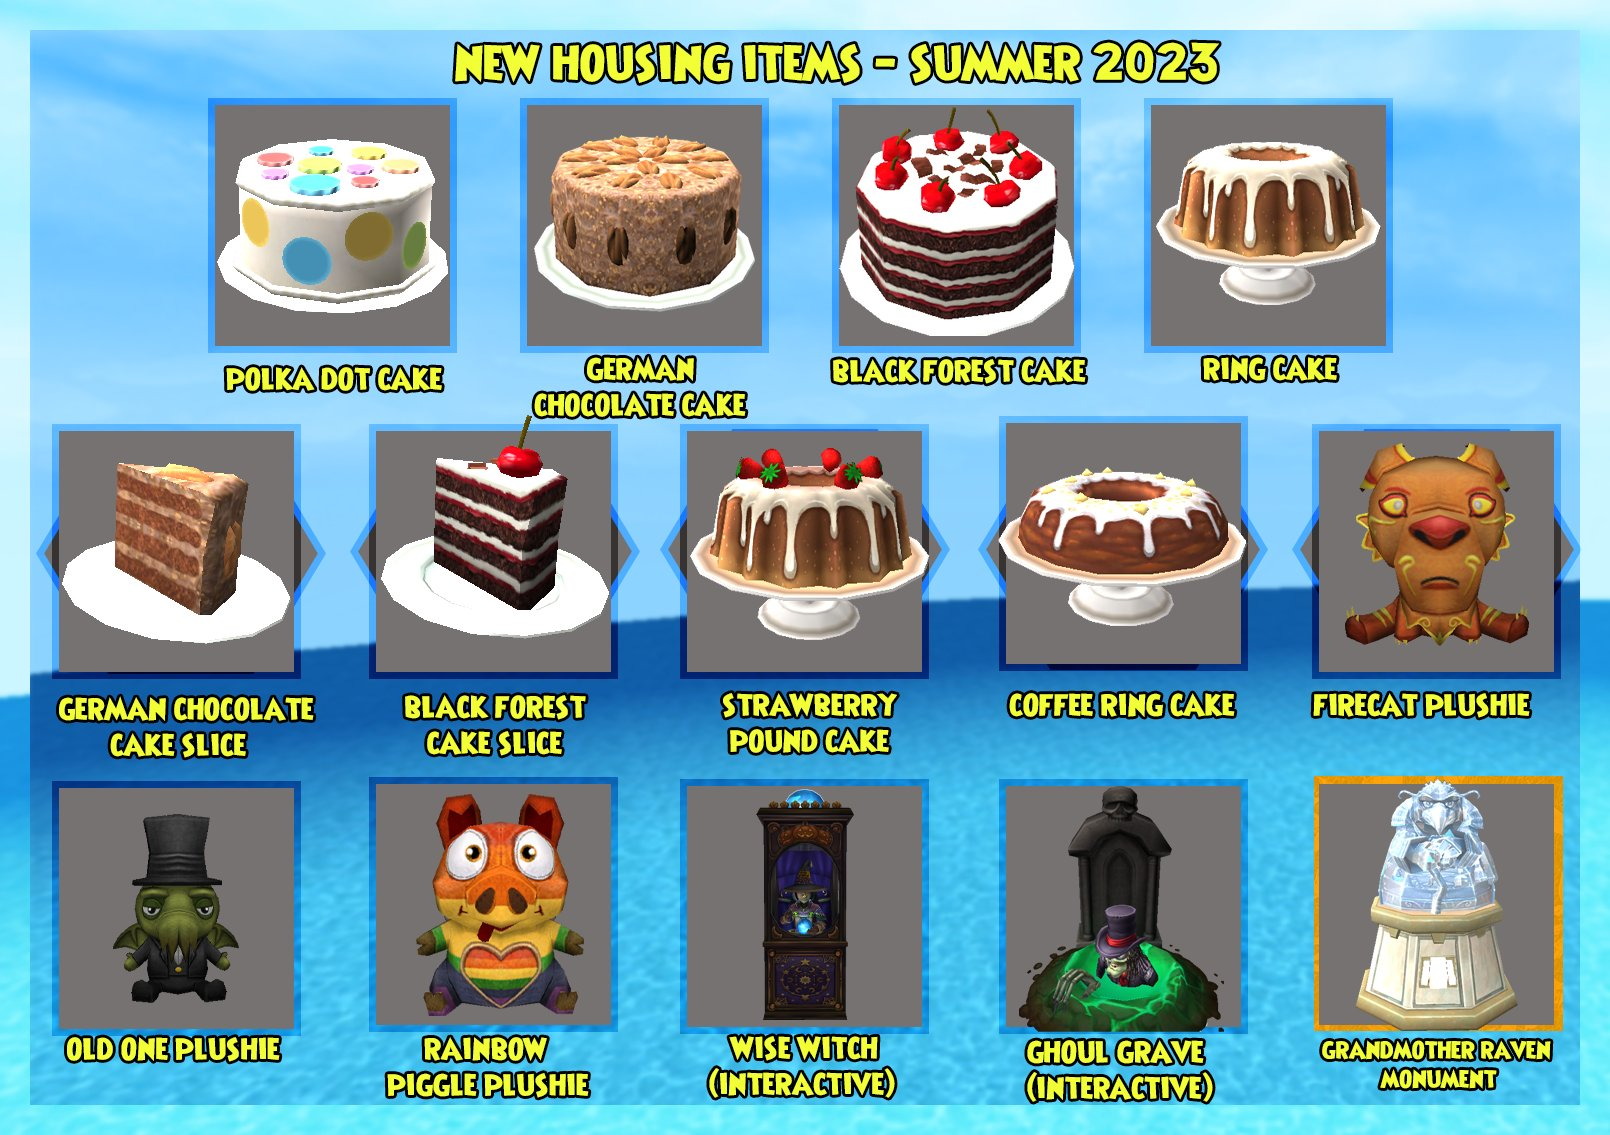 NEW HOUSING ITEMS - SUMMER 2023
POLKA DOT CAKE
GERMAN
CHOCOLATE CAKE
BLACK FOREST CAKE
RING CAKE
GERMAN CHOCOLATE
CAKE SLICE
BLACK FOREST
CAKE SLICE
STRAWBERRY
POUND CAKE
COFFEE RING CAKE
FIRECAT PLUSHIE
OLD ONE PLUSHIE
RAINBOW
PIGGLE PLUSHIE
WISE WITCH
(INTERACTIVE)
GHOUL GRAVE
(INTERACTIVE)
GRANDMOTHER RAVEN
MONUMENT